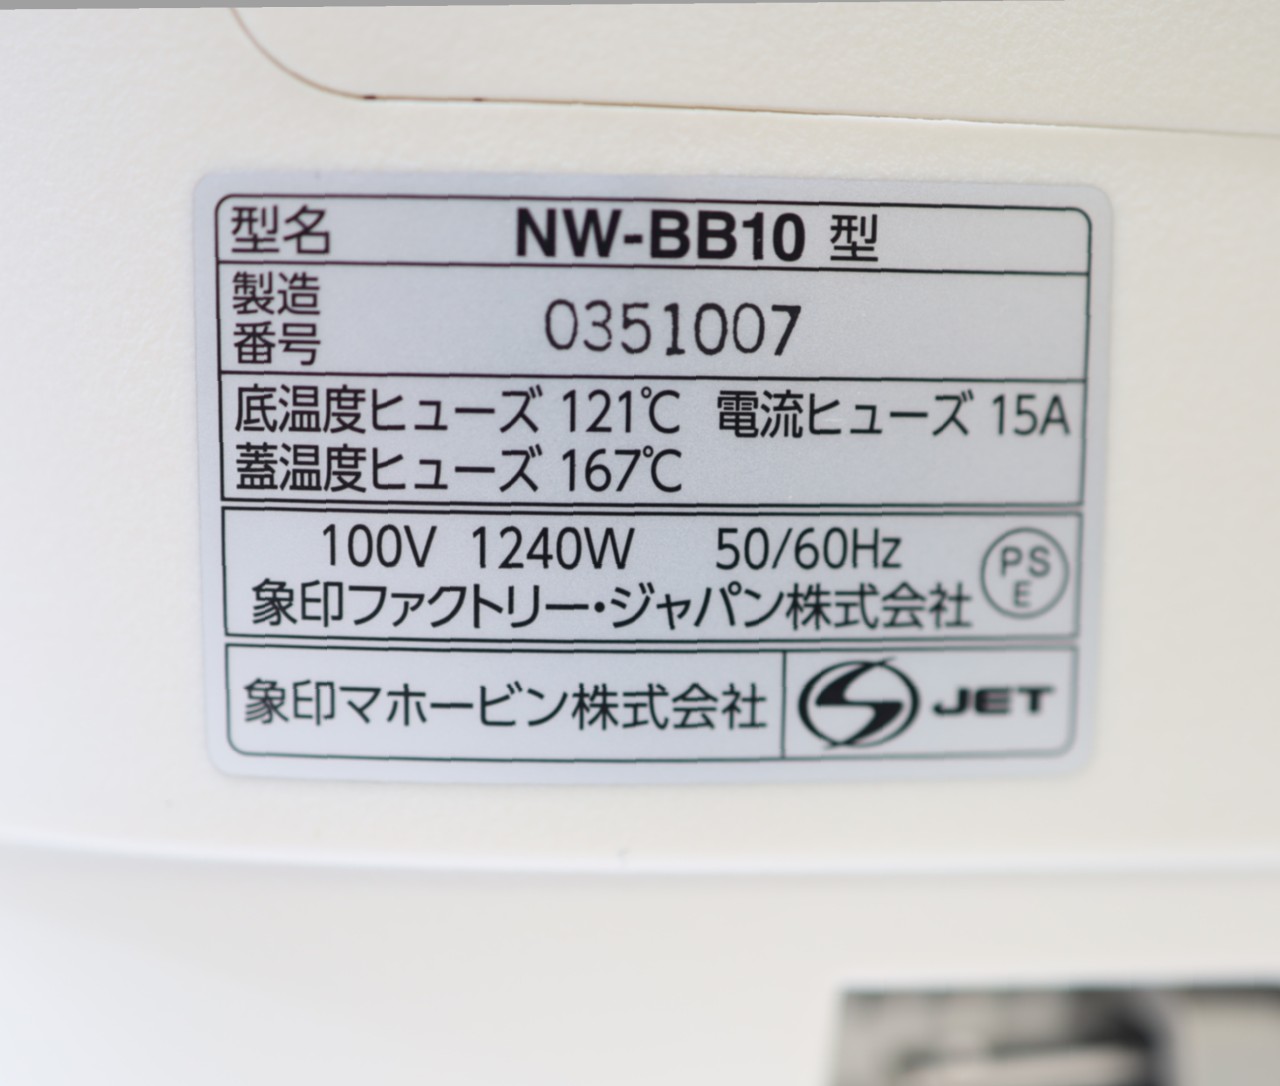 型名 NW-BB10 型
製造番号 0351007
底温度ヒューズ 121℃ 電流ヒューズ 15A
蓋温度ヒューズ 167℃
100V 1240W 50/60Hz
象印ファクトリー・ジャパン株式会社 PSE
象印マホービン株式会社 JET